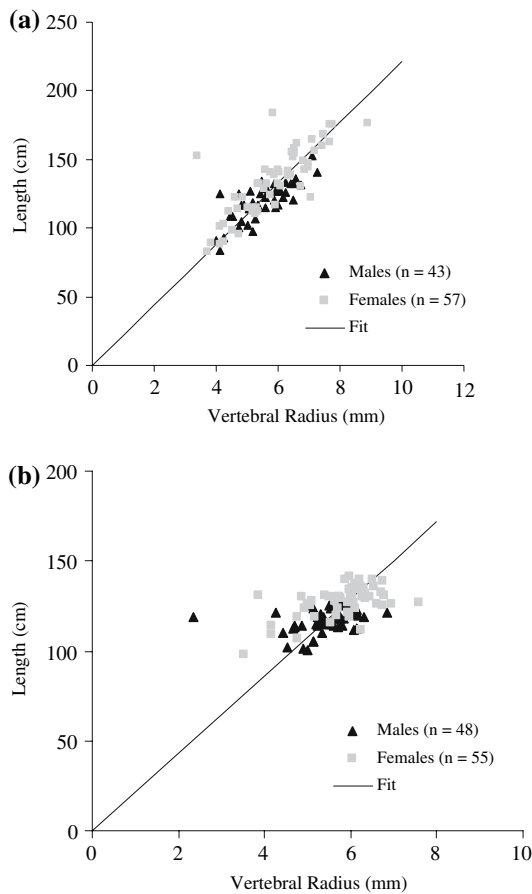 (a)
250
200
150
100
50
0
Length (cm)
Males (n = 43)
Females (n = 57)
Fit
0 2 4 6 8 10 12
Vertebral Radius (mm)
(b)
200
150
100
50
0
Length (cm)
Males (n = 48)
Females (n = 55)
Fit
0 2 4 6 8 10
Vertebral Radius (mm)